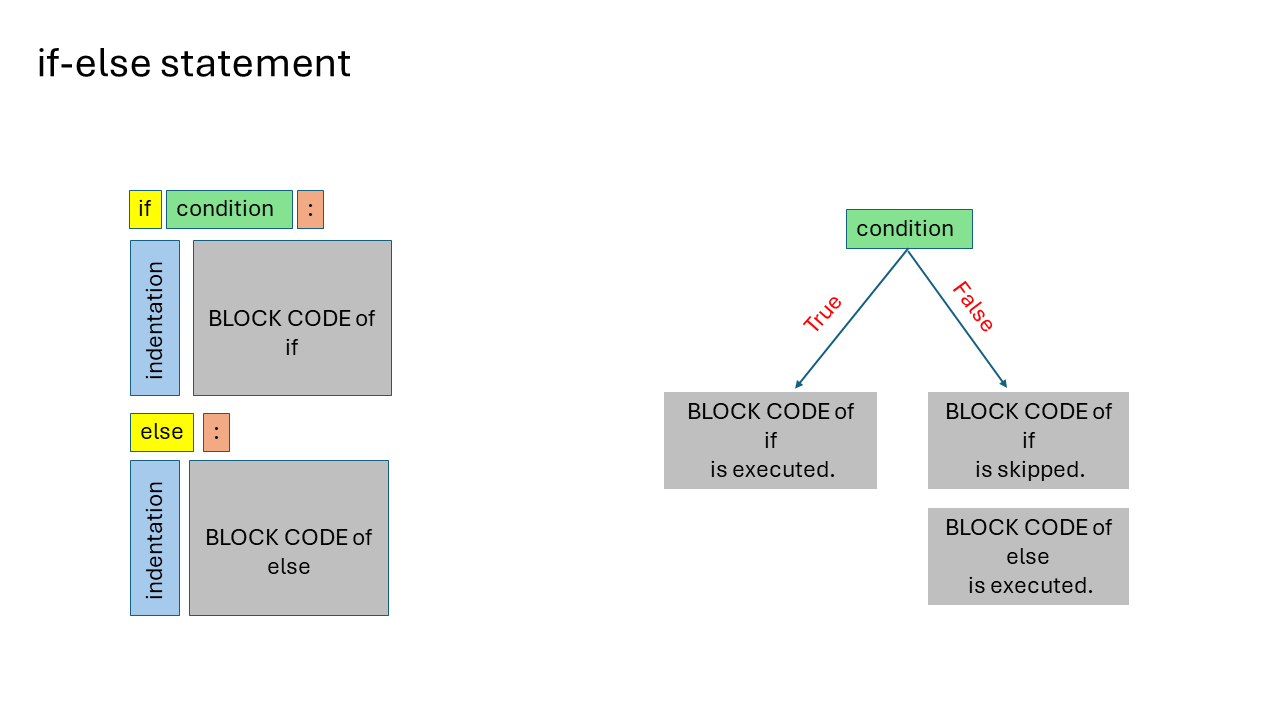 if-else statement
if condition :
indentation
BLOCK CODE of
if
else :
indentation
BLOCK CODE of
else
condition
True
False
BLOCK CODE of
if
is executed.
BLOCK CODE of
if
is skipped.
BLOCK CODE of
else
is executed.